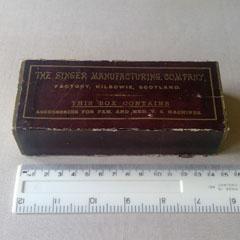 THE SINGER MANUFACTURING COMPANY,
FACTORY, KILBOWIE, SCOTLAND.
THIS BOX CONTAINS
ACCESSORIES FOR FAM. AND MED. V. S. MACHINES